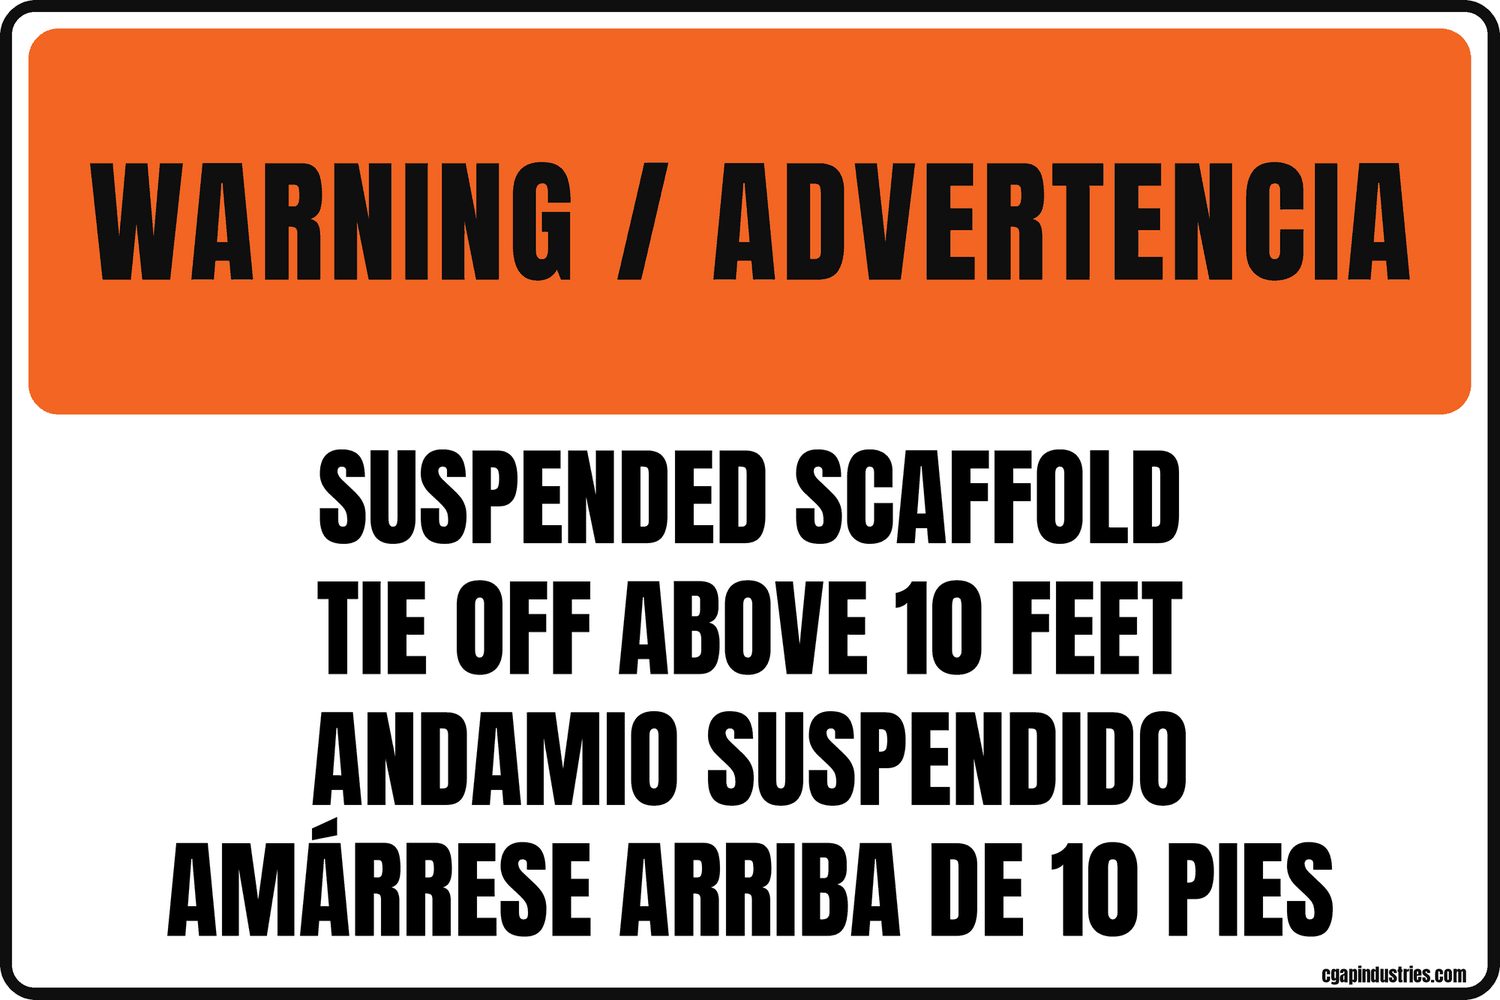 WARNING / ADVERTENCIA
SUSPENDED SCAFFOLD
TIE OFF ABOVE 10 FEET
ANDAMIO SUSPENDIDO
AMÁRRESE ARRIBA DE 10 PIES
cgapindustries.com